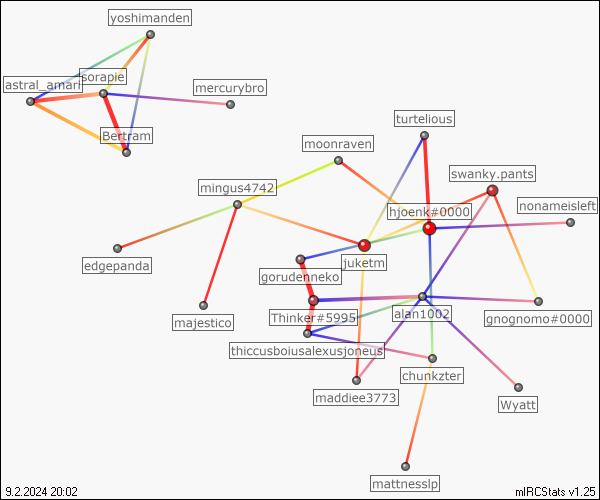 yoshimanden
astral_amari
sorapie
mercurybro
Bertram
turtelious
moonraven
swanky.pants
mingus4742
nonameisleft
hjoenk#0000
edgepanda
juketm
gorudenneko
majestico
Thinker#5995
alan1002
gnognomo#0000
thiccusboiusalexusjoneus
chunkzter
maddiee3773
Wyatt
mattnesslp
9.2.2024 20:02
mIRCStats v1.25